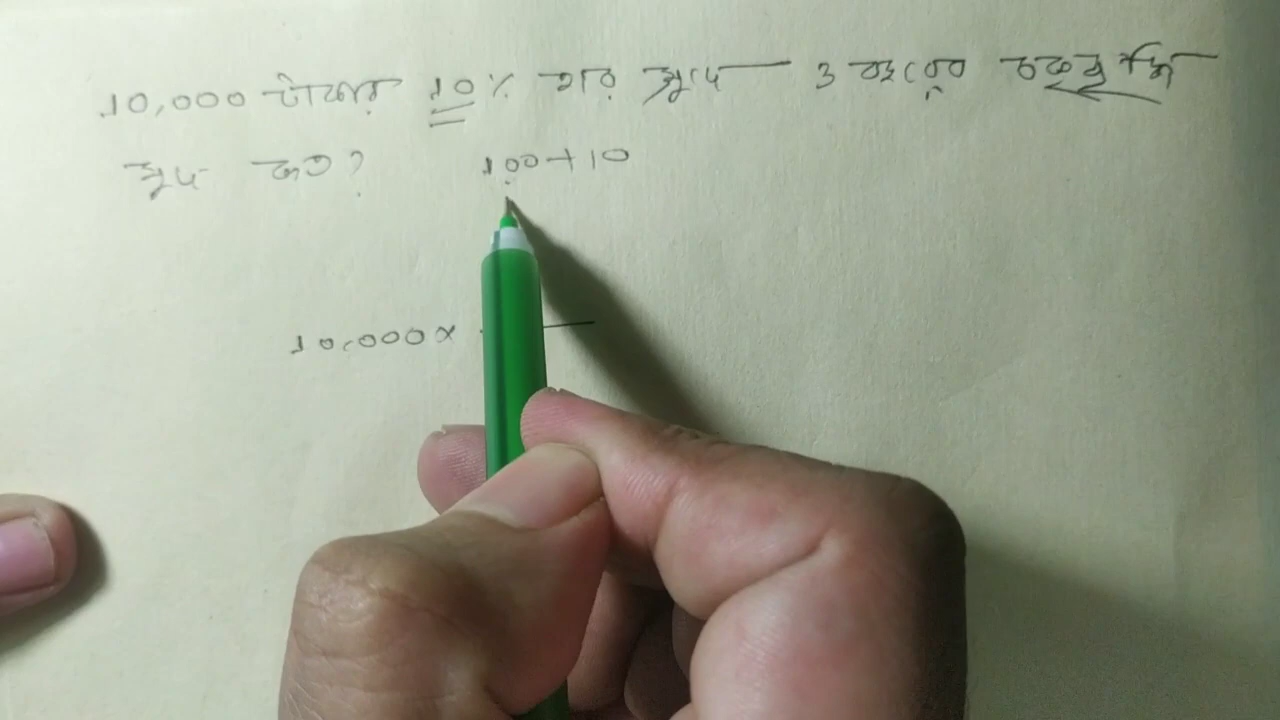 10,000 টাকার 10% হার সুদে — 3 বছরের চক্রবৃদ্ধি
সুদ কত ? 100+10
10,000 ×